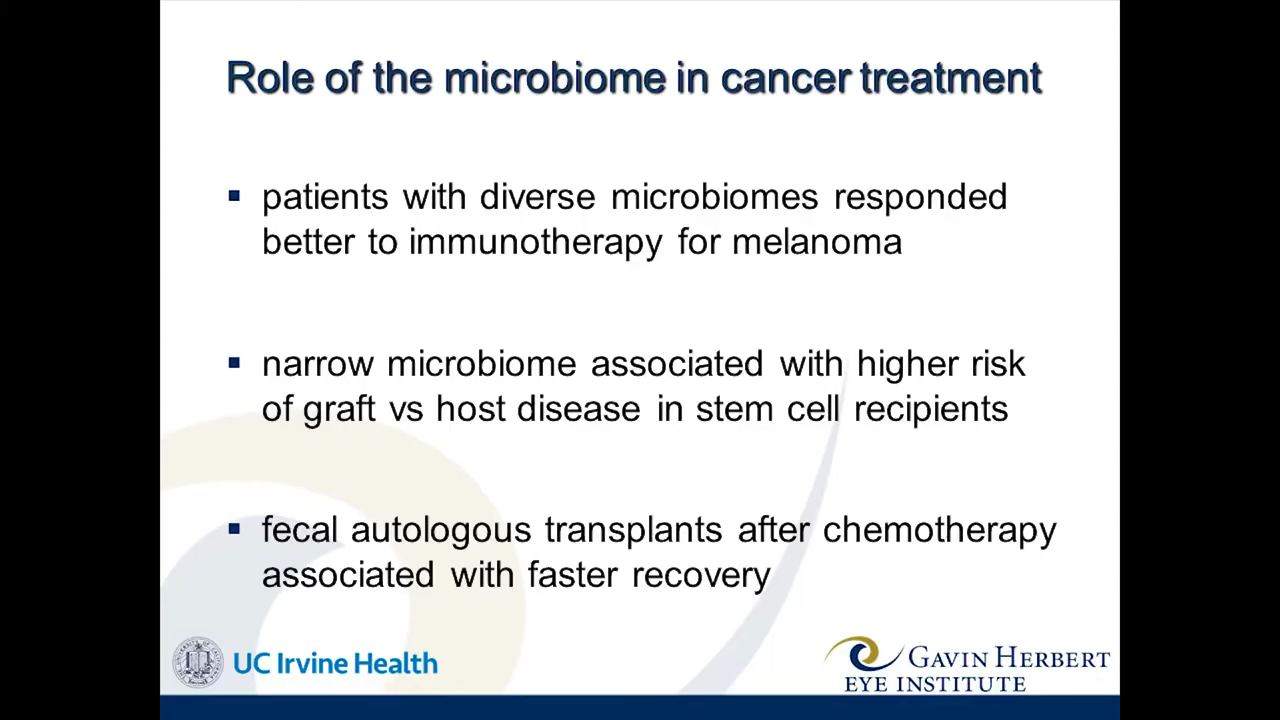 Role of the microbiome in cancer treatment
▪ patients with diverse microbiomes responded
better to immunotherapy for melanoma
▪ narrow microbiome associated with higher risk
of graft vs host disease in stem cell recipients
▪ fecal autologous transplants after chemotherapy
associated with faster recovery
UC Irvine Health
GAVIN HERBERT
EYE INSTITUTE